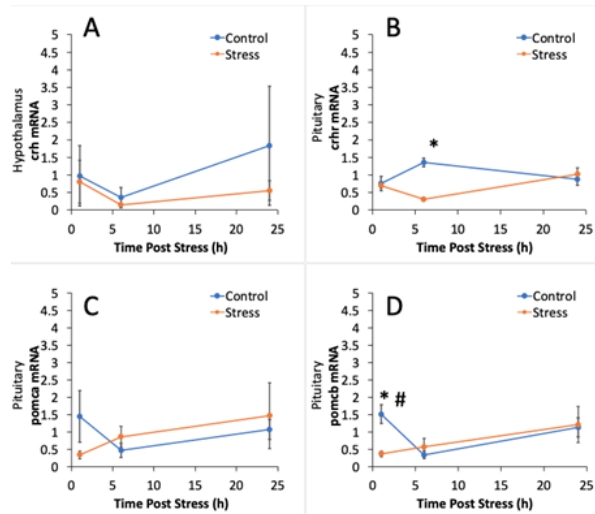 A
Control
Stress
Hypothalamus
crh mRNA
5
4.5
4
3.5
3
2.5
2
1.5
1
0.5
0
0 5 10 15 20 25
Time Post Stress (h)
B
Control
Stress
Pituitary
crhr mRNA
5
4.5
4
3.5
3
2.5
2
1.5
1
0.5
0
*
0 5 10 15 20 25
Time Post Stress (h)
C
Control
Stress
Pituitary
pomca mRNA
5
4.5
4
3.5
3
2.5
2
1.5
1
0.5
0
0 5 10 15 20 25
Time Post Stress (h)
D
Control
Stress
Pituitary
pomcb mRNA
5
4.5
4
3.5
3
2.5
2
1.5
1
0.5
0
* #
0 5 10 15 20 25
Time Post Stress (h)